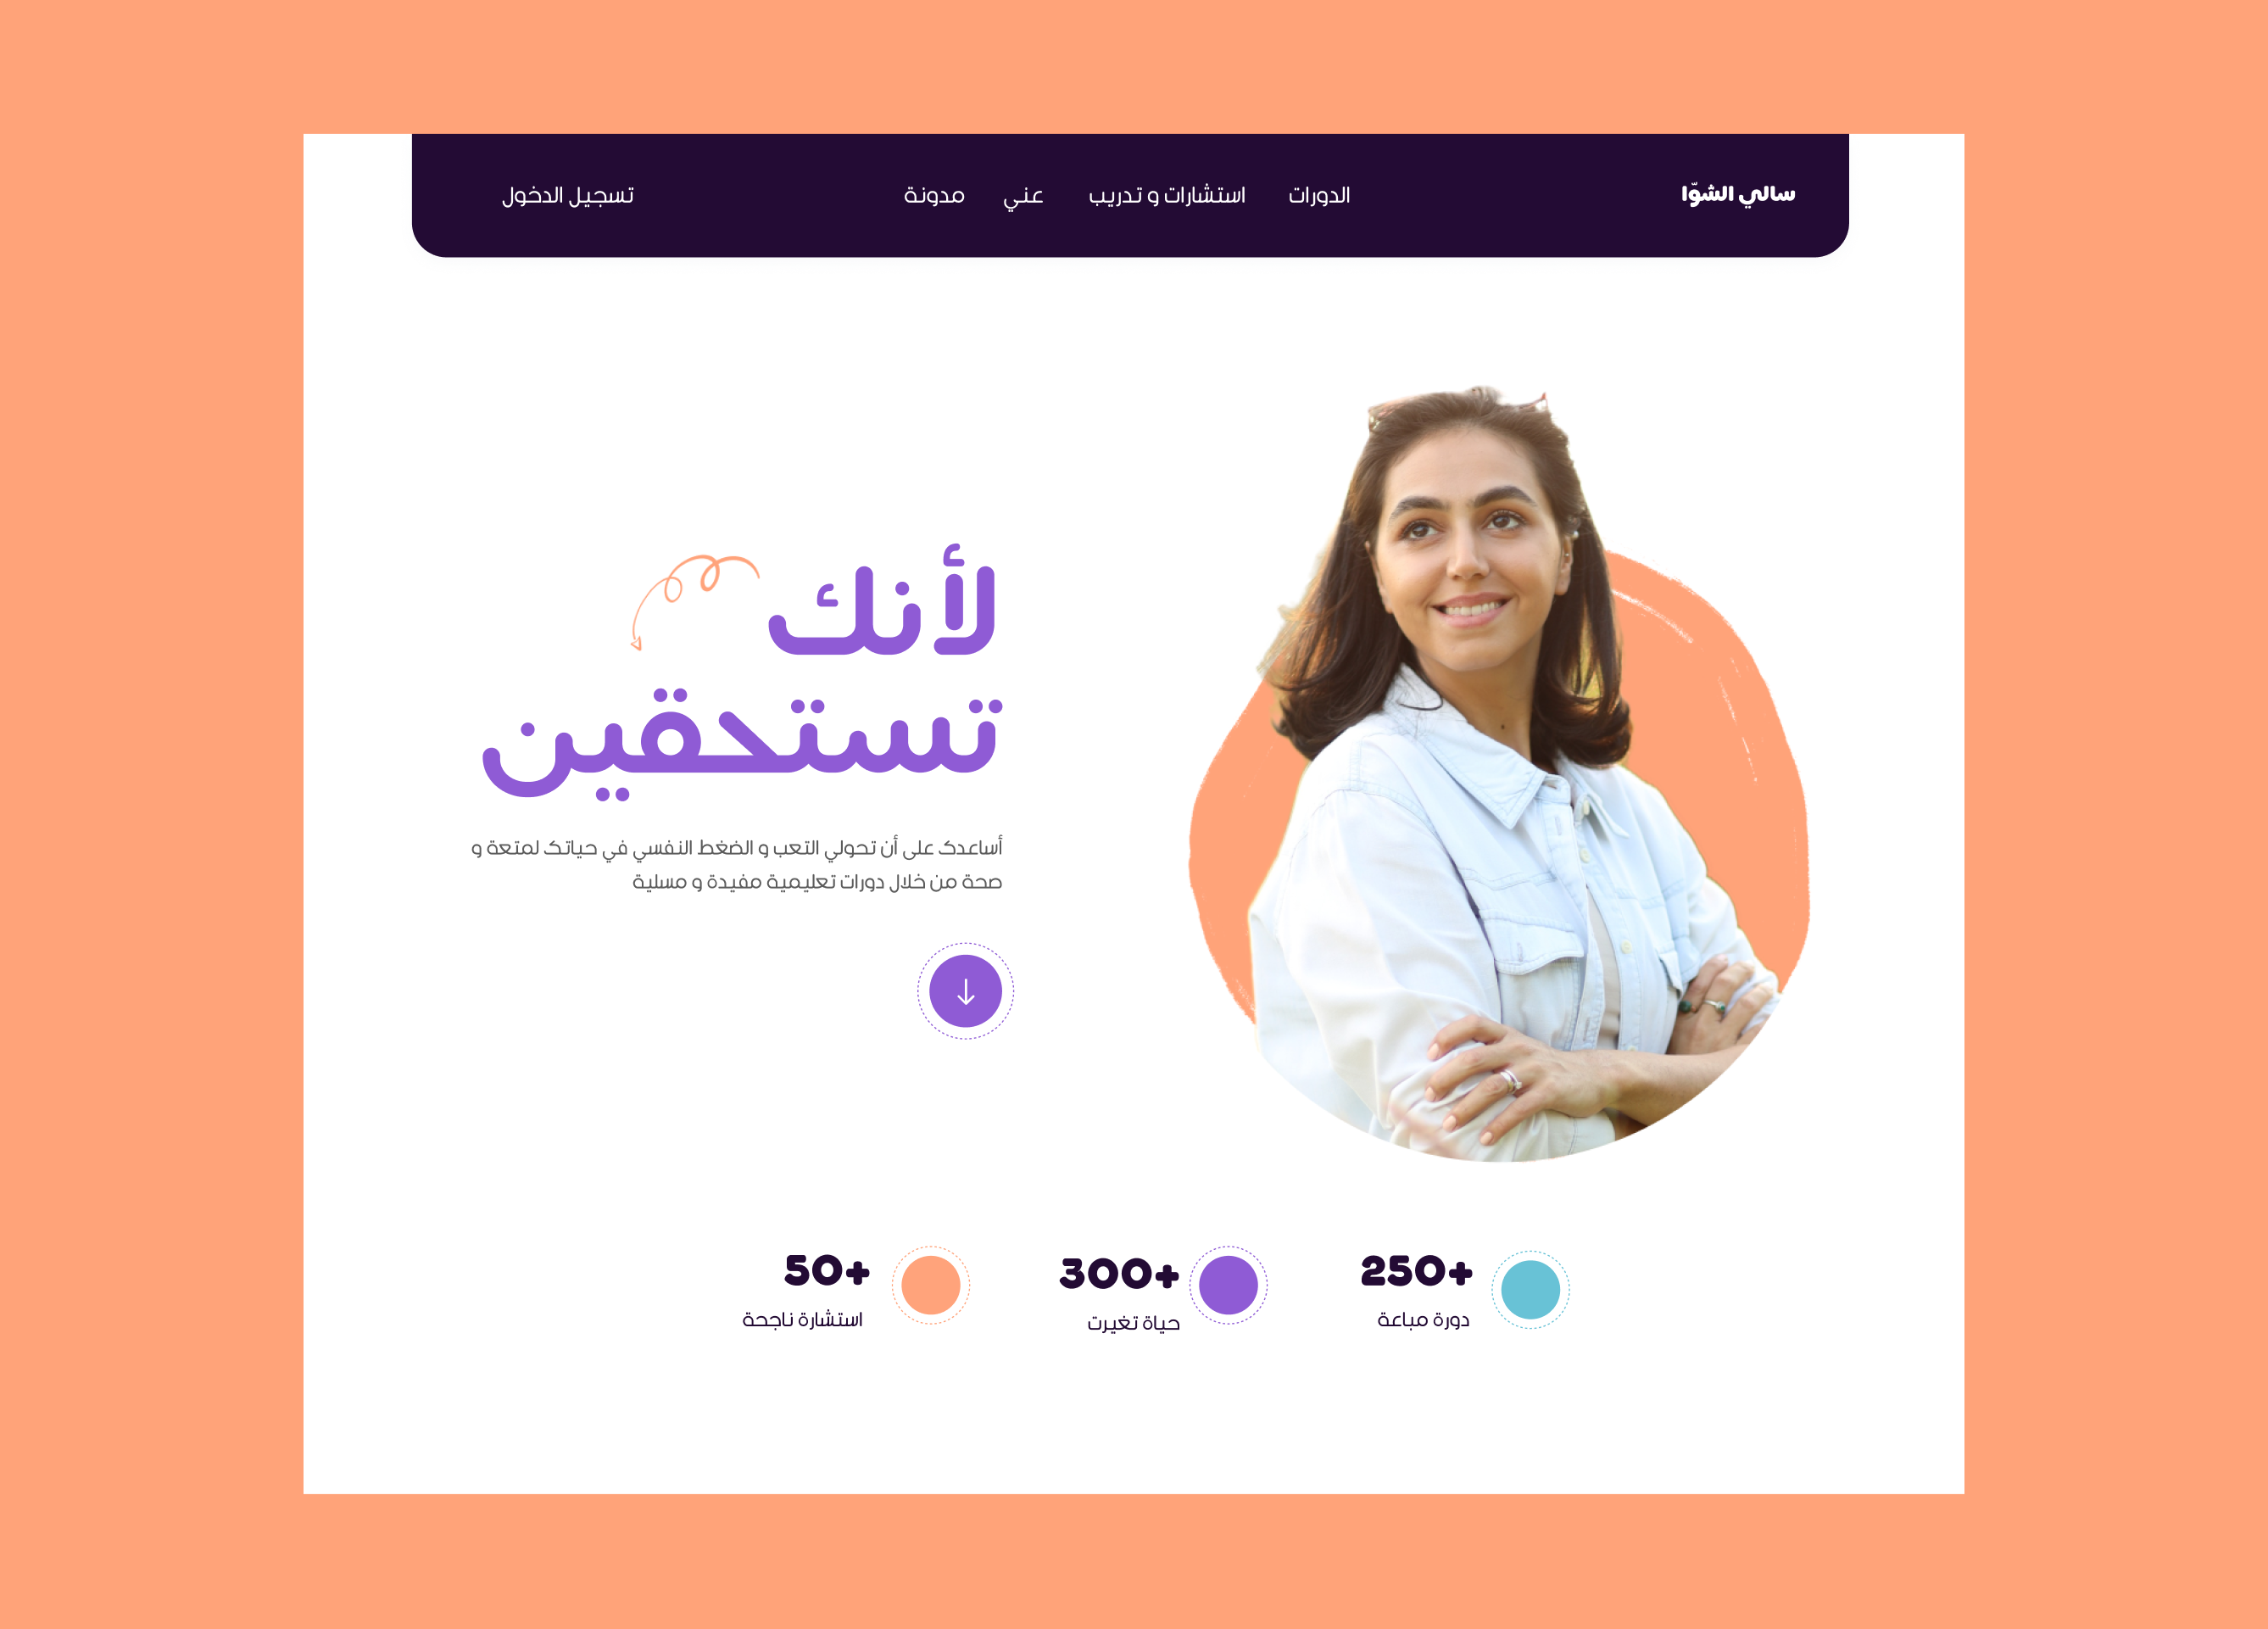 سالي الشوّا
الدورات
استشارات و تدريب
عني
مدونة
تسجيل الدخول
لأنك
تستحقين
أساعدك على أن تحولي التعب و الضغط النفسي في حياتك لمتعة و
صحة من خلال دورات تعليمية مفيدة و مسلية
250+
دورة مباعة
300+
حياة تغيرت
50+
استشارة ناجحة